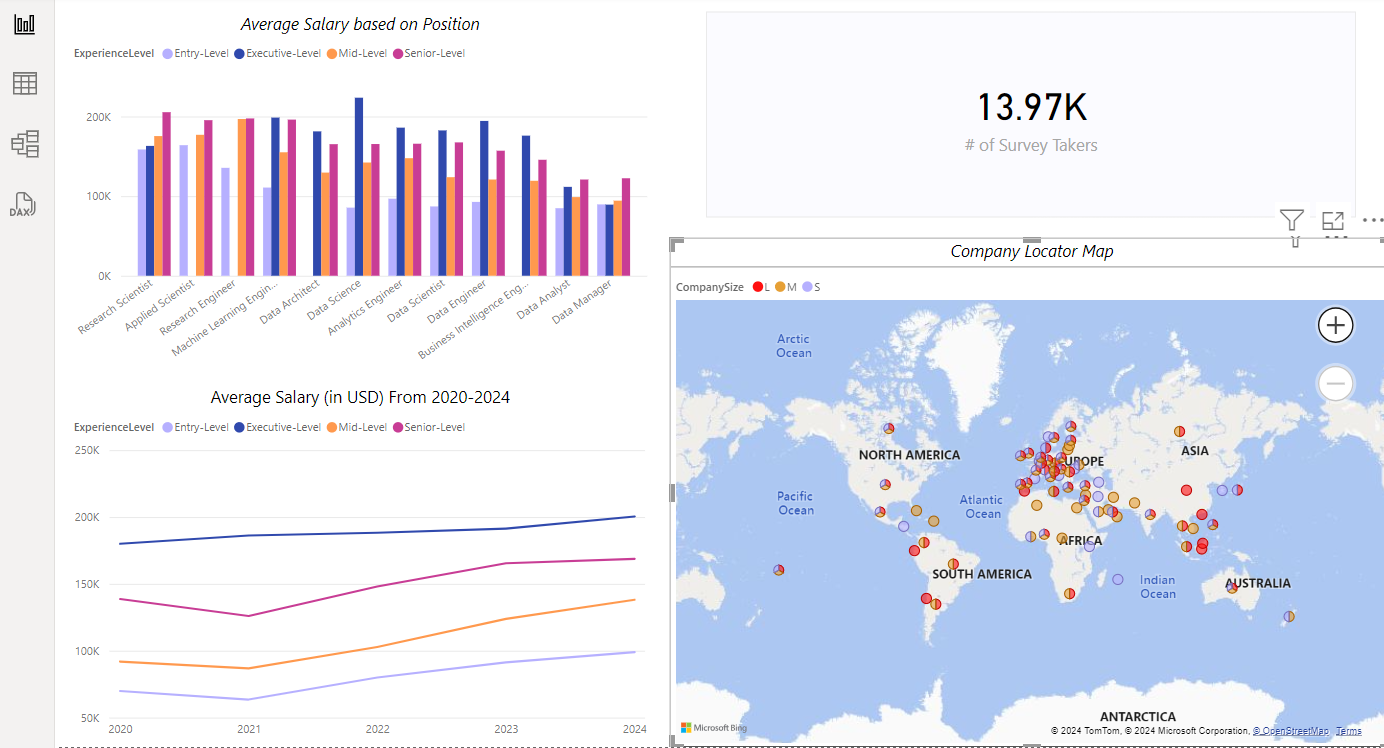 Average Salary based on Position
ExperienceLevel Entry-Level Executive-Level Mid-Level Senior-Level
200K
100K
0K
Research Scientist
Applied Scientist
Research Engineer
Machine Learning Engin...
Data Architect
Data Science
Analytics Engineer
Data Scientist
Data Engineer
Business Intelligence Eng...
Data Analyst
Data Manager
DAX
13.97K
# of Survey Takers
Average Salary (in USD) From 2020-2024
ExperienceLevel Entry-Level Executive-Level Mid-Level Senior-Level
250K
200K
150K
100K
50K
2020 2021 2022 2023 2024
Company Locator Map
CompanySize L M S
Arctic
Ocean
NORTH AMERICA
EUROPE
ASIA
Pacific
Ocean
Atlantic
Ocean
AFRICA
SOUTH AMERICA
Indian
Ocean
AUSTRALIA
ANTARCTICA
Microsoft Bing
© 2024 TomTom, © 2024 Microsoft Corporation, © OpenStreetMap Terms